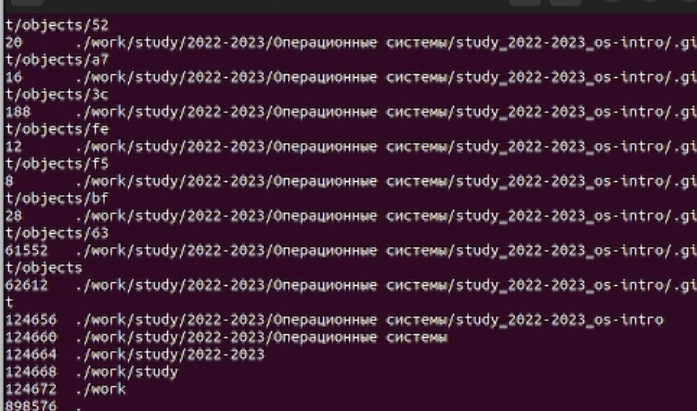 t/objects/52
20 ./work/study/2022-2023/Операционные системы/study_2022-2023_os-intro/.gi
t/objects/a7
16 ./work/study/2022-2023/Операционные системы/study_2022-2023_os-intro/.gi
t/objects/3c
188 ./work/study/2022-2023/Операционные системы/study_2022-2023_os-intro/.gi
t/objects/fe
12 ./work/study/2022-2023/Операционные системы/study_2022-2023_os-intro/.gi
t/objects/f5
8 ./work/study/2022-2023/Операционные системы/study_2022-2023_os-intro/.gi
t/objects/bf
28 ./work/study/2022-2023/Операционные системы/study_2022-2023_os-intro/.gi
t/objects/63
61552 ./work/study/2022-2023/Операционные системы/study_2022-2023_os-intro/.gi
t/objects
62612 ./work/study/2022-2023/Операционные системы/study_2022-2023_os-intro/.gi
t
124656 ./work/study/2022-2023/Операционные системы/study_2022-2023_os-intro
124660 ./work/study/2022-2023/Операционные системы
124664 ./work/study/2022-2023
124668 ./work/study
124672 ./work
898576 .